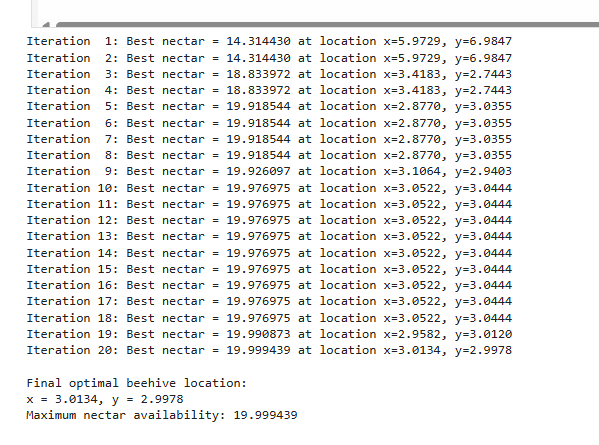 Iteration  1: Best nectar = 14.314430 at location x=5.9729, y=6.9847
Iteration  2: Best nectar = 14.314430 at location x=5.9729, y=6.9847
Iteration  3: Best nectar = 18.833972 at location x=3.4183, y=2.7443
Iteration  4: Best nectar = 18.833972 at location x=3.4183, y=2.7443
Iteration  5: Best nectar = 19.918544 at location x=2.8770, y=3.0355
Iteration  6: Best nectar = 19.918544 at location x=2.8770, y=3.0355
Iteration  7: Best nectar = 19.918544 at location x=2.8770, y=3.0355
Iteration  8: Best nectar = 19.918544 at location x=2.8770, y=3.0355
Iteration  9: Best nectar = 19.926097 at location x=3.1064, y=2.9403
Iteration 10: Best nectar = 19.976975 at location x=3.0522, y=3.0444
Iteration 11: Best nectar = 19.976975 at location x=3.0522, y=3.0444
Iteration 12: Best nectar = 19.976975 at location x=3.0522, y=3.0444
Iteration 13: Best nectar = 19.976975 at location x=3.0522, y=3.0444
Iteration 14: Best nectar = 19.976975 at location x=3.0522, y=3.0444
Iteration 15: Best nectar = 19.976975 at location x=3.0522, y=3.0444
Iteration 16: Best nectar = 19.976975 at location x=3.0522, y=3.0444
Iteration 17: Best nectar = 19.976975 at location x=3.0522, y=3.0444
Iteration 18: Best nectar = 19.976975 at location x=3.0522, y=3.0444
Iteration 19: Best nectar = 19.990873 at location x=2.9582, y=3.0120
Iteration 20: Best nectar = 19.999439 at location x=3.0134, y=2.9978

Final optimal beehive location:
x = 3.0134, y = 2.9978
Maximum nectar availability: 19.999439